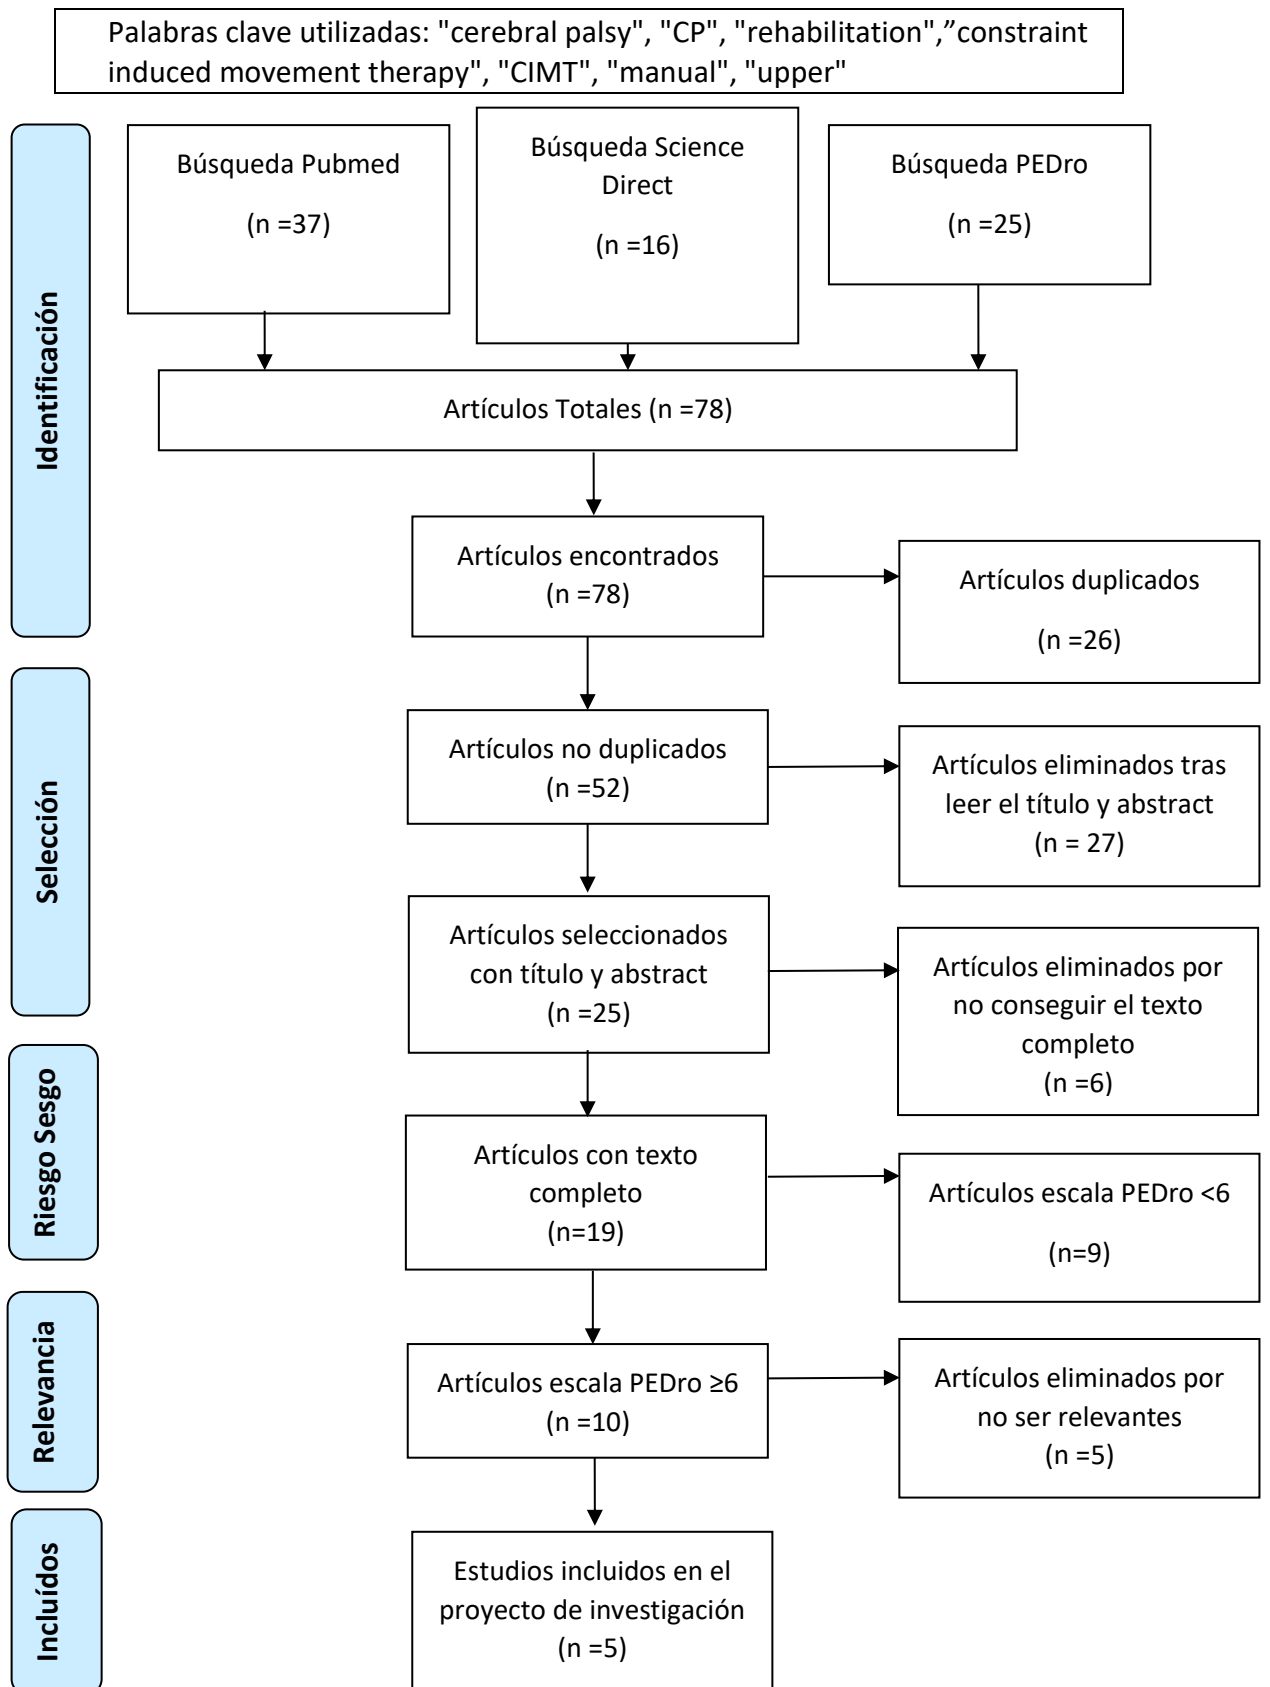 Palabras clave utilizadas: "cerebral palsy", "CP", "rehabilitation",”constraint
induced movement therapy", "CIMT", "manual", "upper"
Identificación
Búsqueda Pubmed
(n =37)
Búsqueda Science
Direct
(n =16)
Búsqueda PEDro
(n =25)
Artículos Totales (n =78)
Artículos encontrados
(n =78)
Artículos duplicados
(n =26)
Selección
Artículos no duplicados
(n =52)
Artículos eliminados tras
leer el título y abstract
(n = 27)
Artículos seleccionados
con título y abstract
(n =25)
Artículos eliminados por
no conseguir el texto
completo
(n =6)
Riesgo Sesgo
Artículos con texto
completo
(n=19)
Artículos escala PEDro <6
(n=9)
Relevancia
Artículos escala PEDro ≥6
(n =10)
Artículos eliminados por
no ser relevantes
(n =5)
Incluídos
Estudios incluidos en el
proyecto de investigación
(n =5)